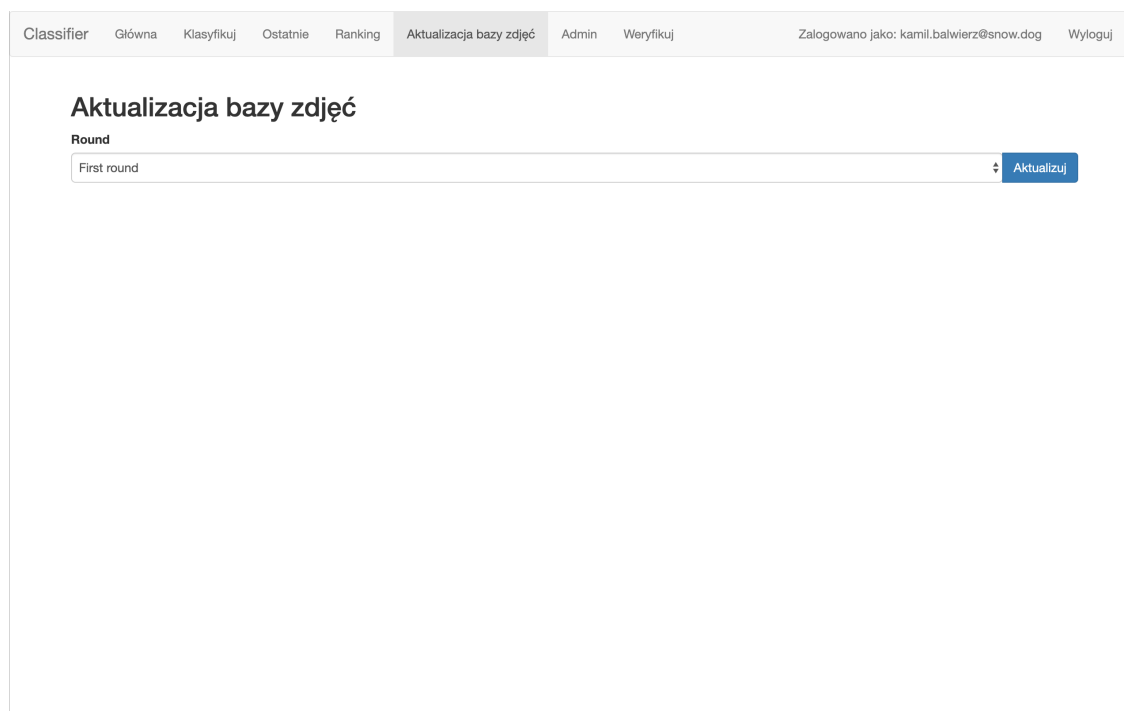 Classifier Główna Klasyfikuj Ostatnie Ranking Aktualizacja bazy zdjęć Admin Weryfikuj Zalogowano jako: kamil.balwierz@snow.dog Wyloguj
Aktualizacja bazy zdjęć
Round
First round Aktualizuj